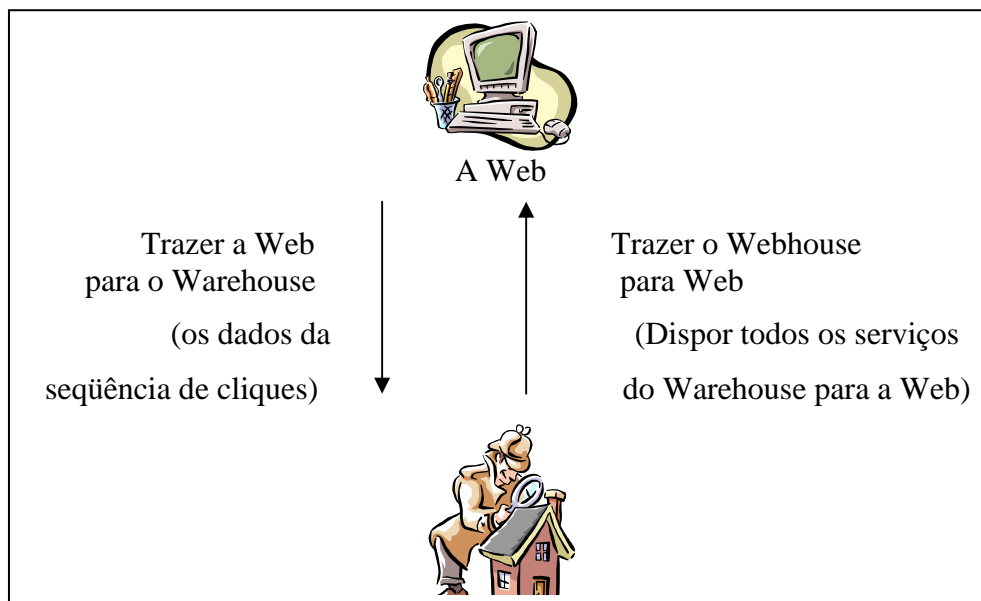 A Web
Trazer a Web
para o Warehouse
(os dados da
seqüência de cliques)
Trazer o Webhouse
para Web
(Dispor todos os serviços
do Warehouse para a Web)